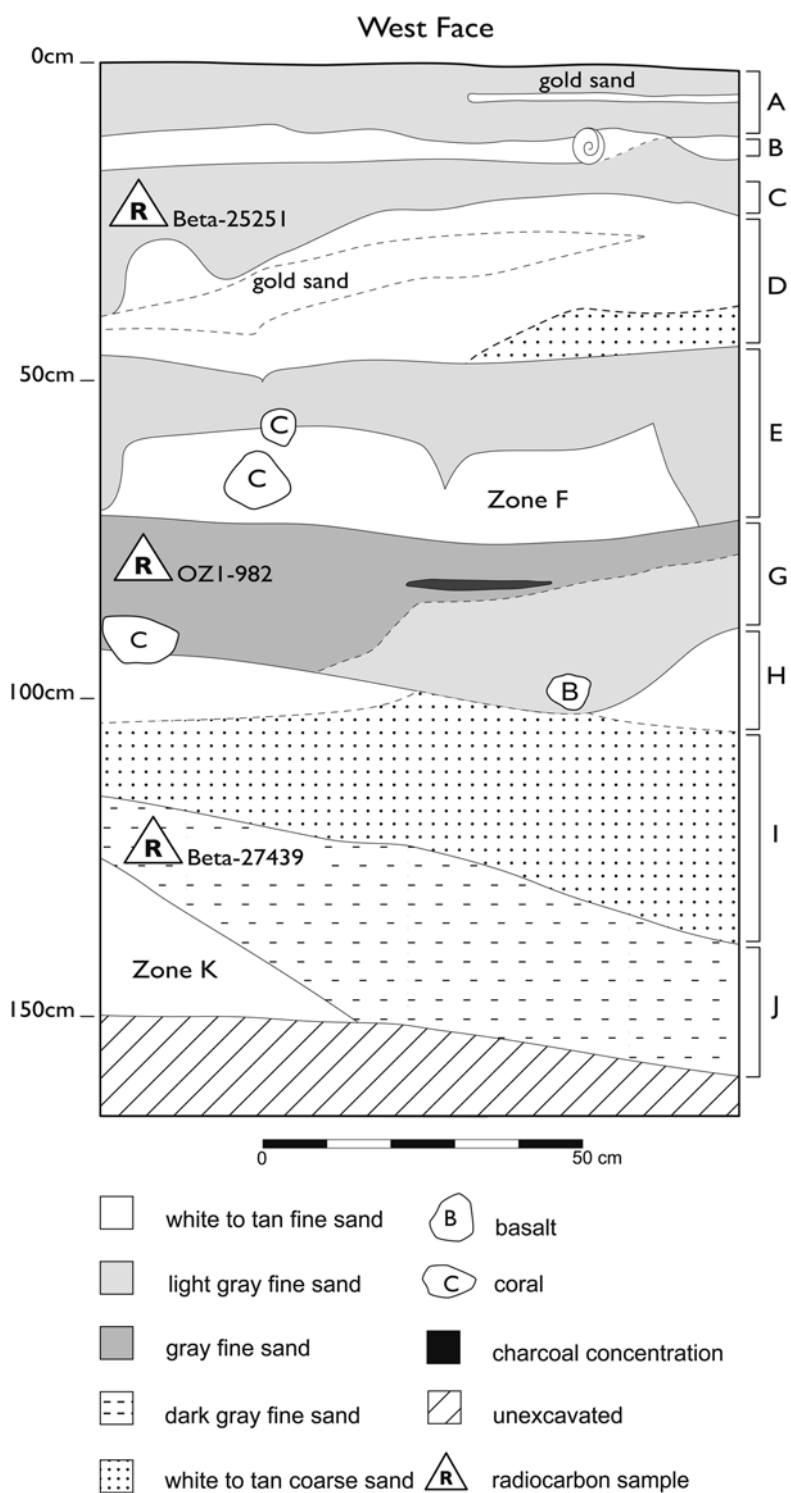 West Face
0cm
gold sand
A
B
C
R Beta-25251
gold sand
D
50cm
C
E
C
Zone F
R OZ1-982
G
C
H
100cm
B
I
R Beta-27439
Zone K
J
150cm
0 50 cm
white to tan fine sand
B basalt
light gray fine sand
C coral
gray fine sand
charcoal concentration
dark gray fine sand
unexcavated
white to tan coarse sand
R radiocarbon sample